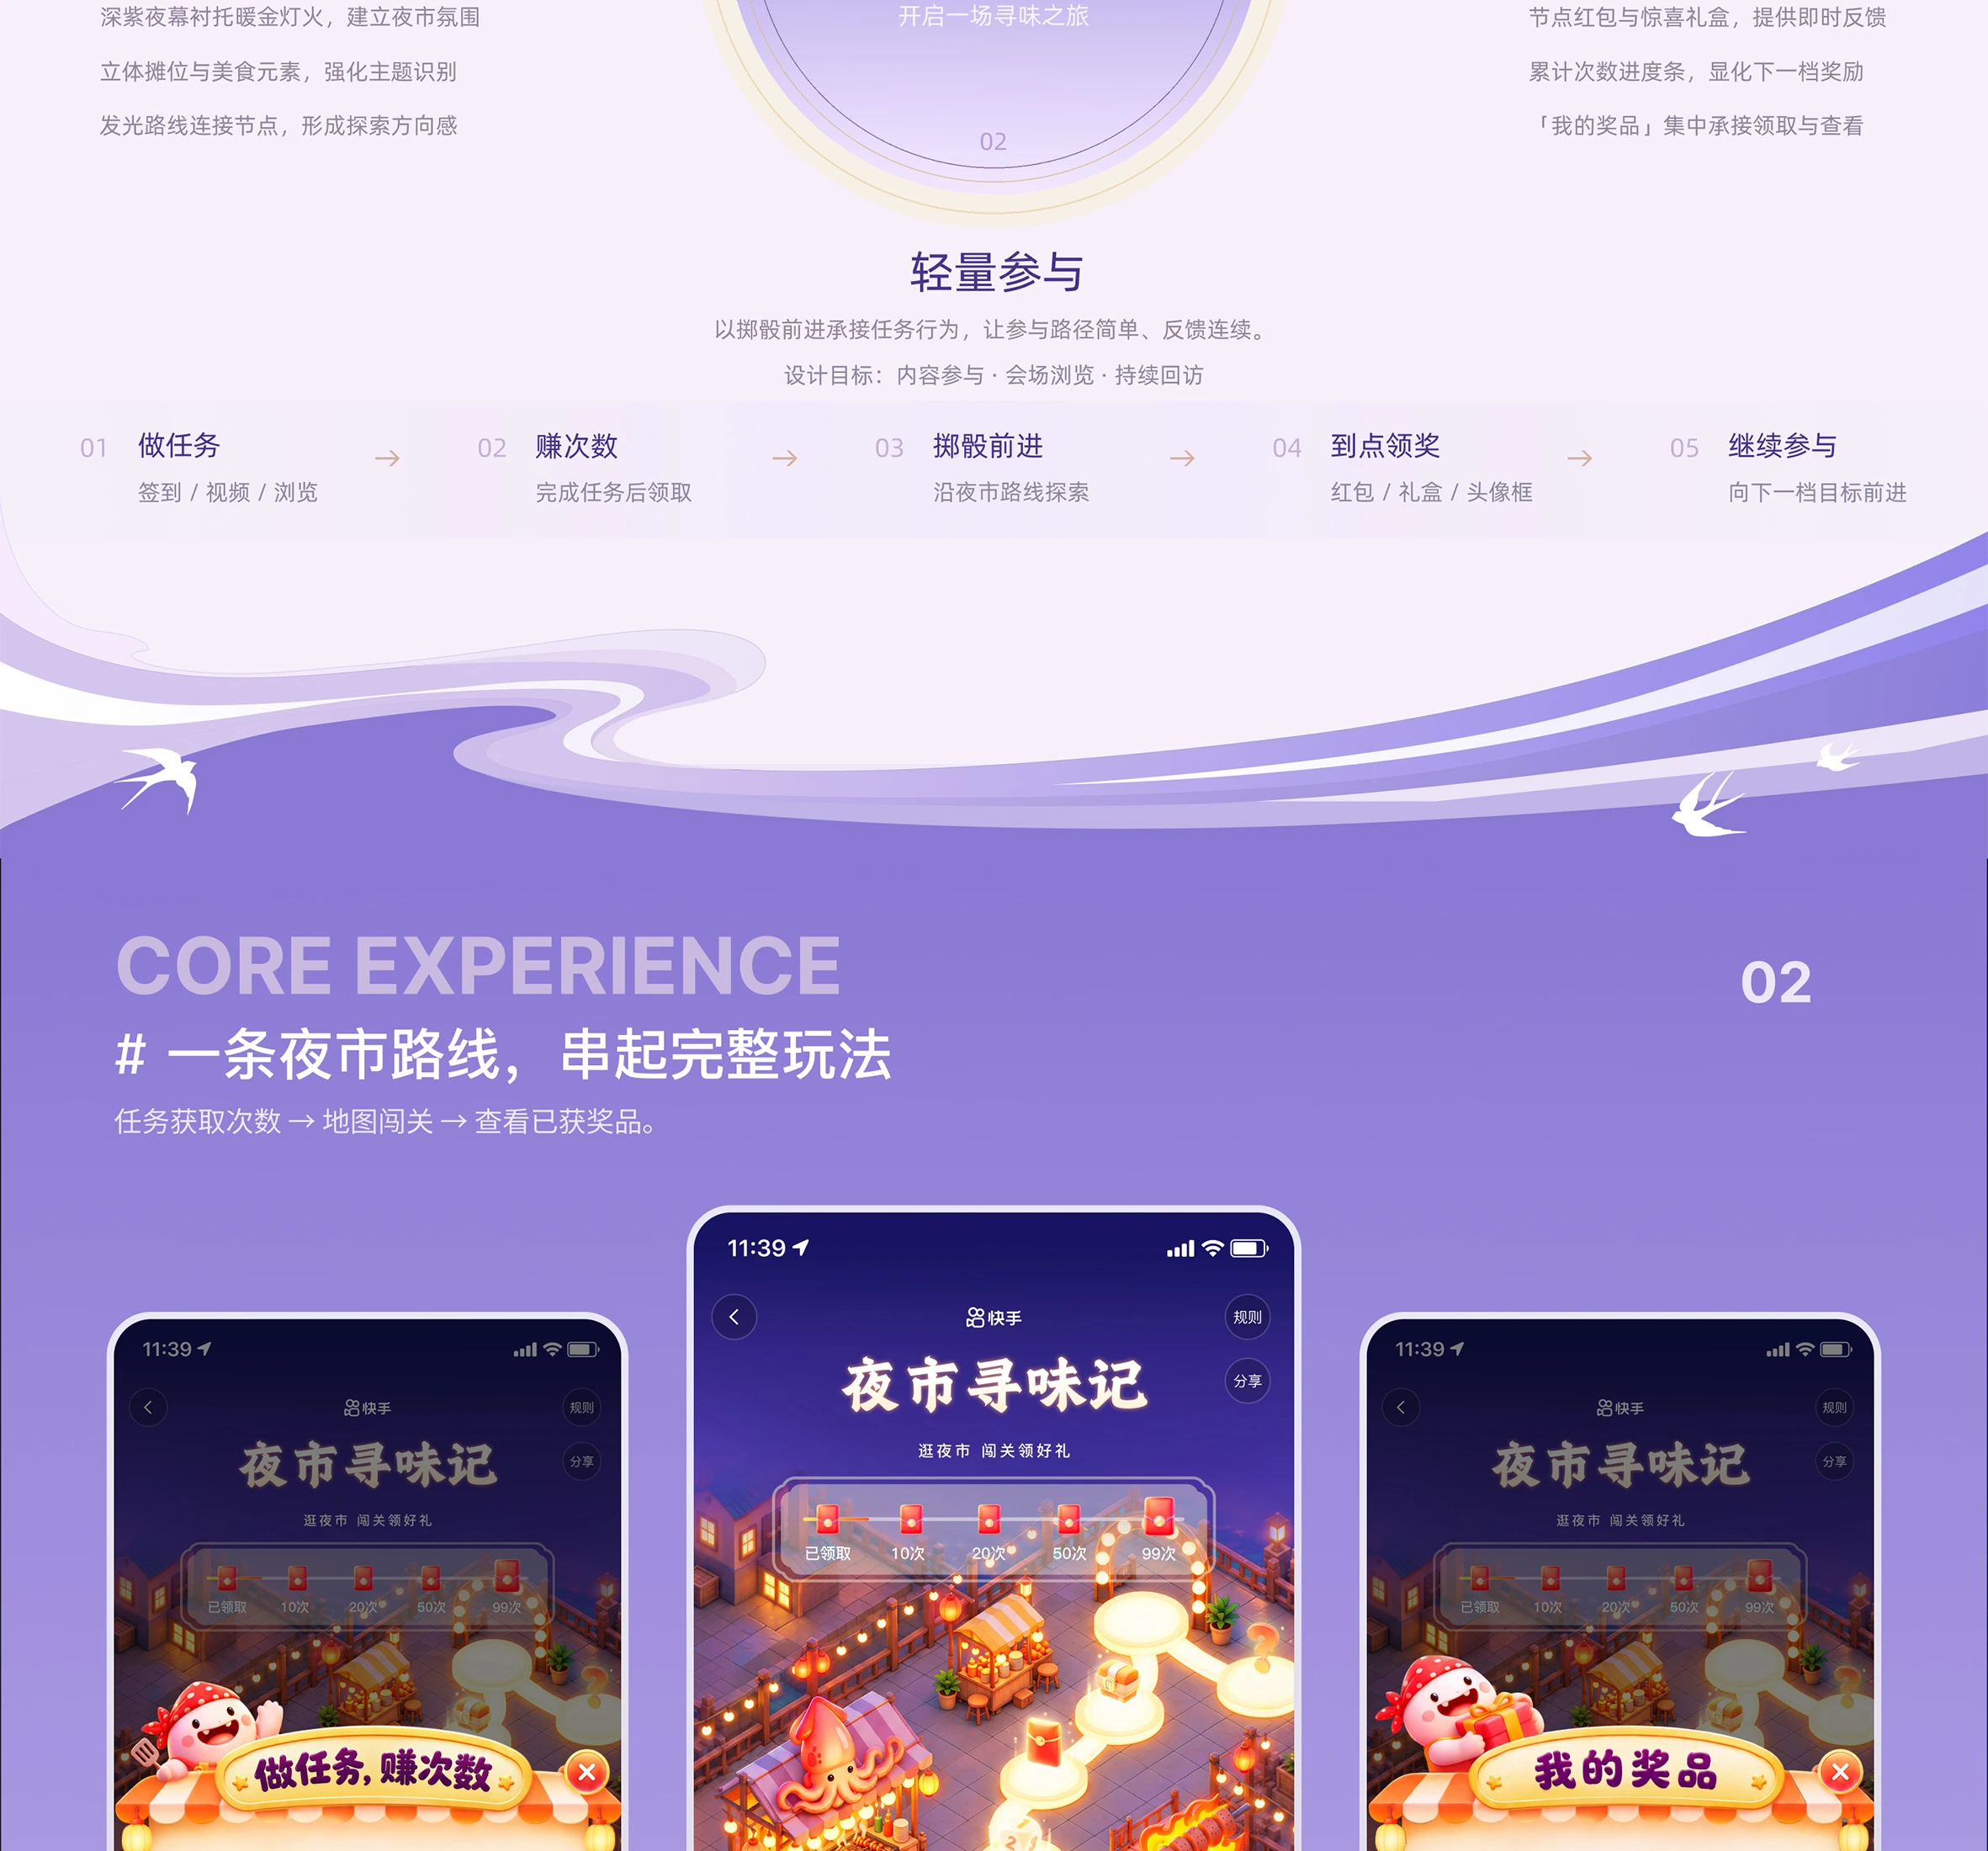 深紫夜幕衬托暖金灯火，建立夜市氛围
立体摊位与美食元素，强化主题识别
发光路线连接节点，形成探索方向感
开启一场寻味之旅
02
节点红包与惊喜礼盒，提供即时反馈
累计次数进度条，显化下一档奖励
「我的奖品」集中承接领取与查看
轻量参与
以掷骰前进承接任务行为，让参与路径简单、反馈连续。
设计目标：内容参与 · 会场浏览 · 持续回访
01 做任务
签到 / 视频 / 浏览
→
02 赚次数
完成任务后领取
→
03 掷骰前进
沿夜市路线探索
→
04 到点领奖
红包 / 礼盒 / 头像框
→
05 继续参与
向下一档目标前进
CORE EXPERIENCE
02
# 一条夜市路线，串起完整玩法
任务获取次数 → 地图闯关 → 查看已获奖品。
11:39
快手
规则
夜市寻味记
分享
逛夜市 闯关领好礼
已领取 10次 20次 50次 99次
做任务,赚次数
11:39
快手
规则
夜市寻味记
分享
逛夜市 闯关领好礼
已领取 10次 20次 50次 99次
11:39
快手
规则
夜市寻味记
分享
逛夜市 闯关领好礼
已领取 10次 20次 50次 99次
我的奖品